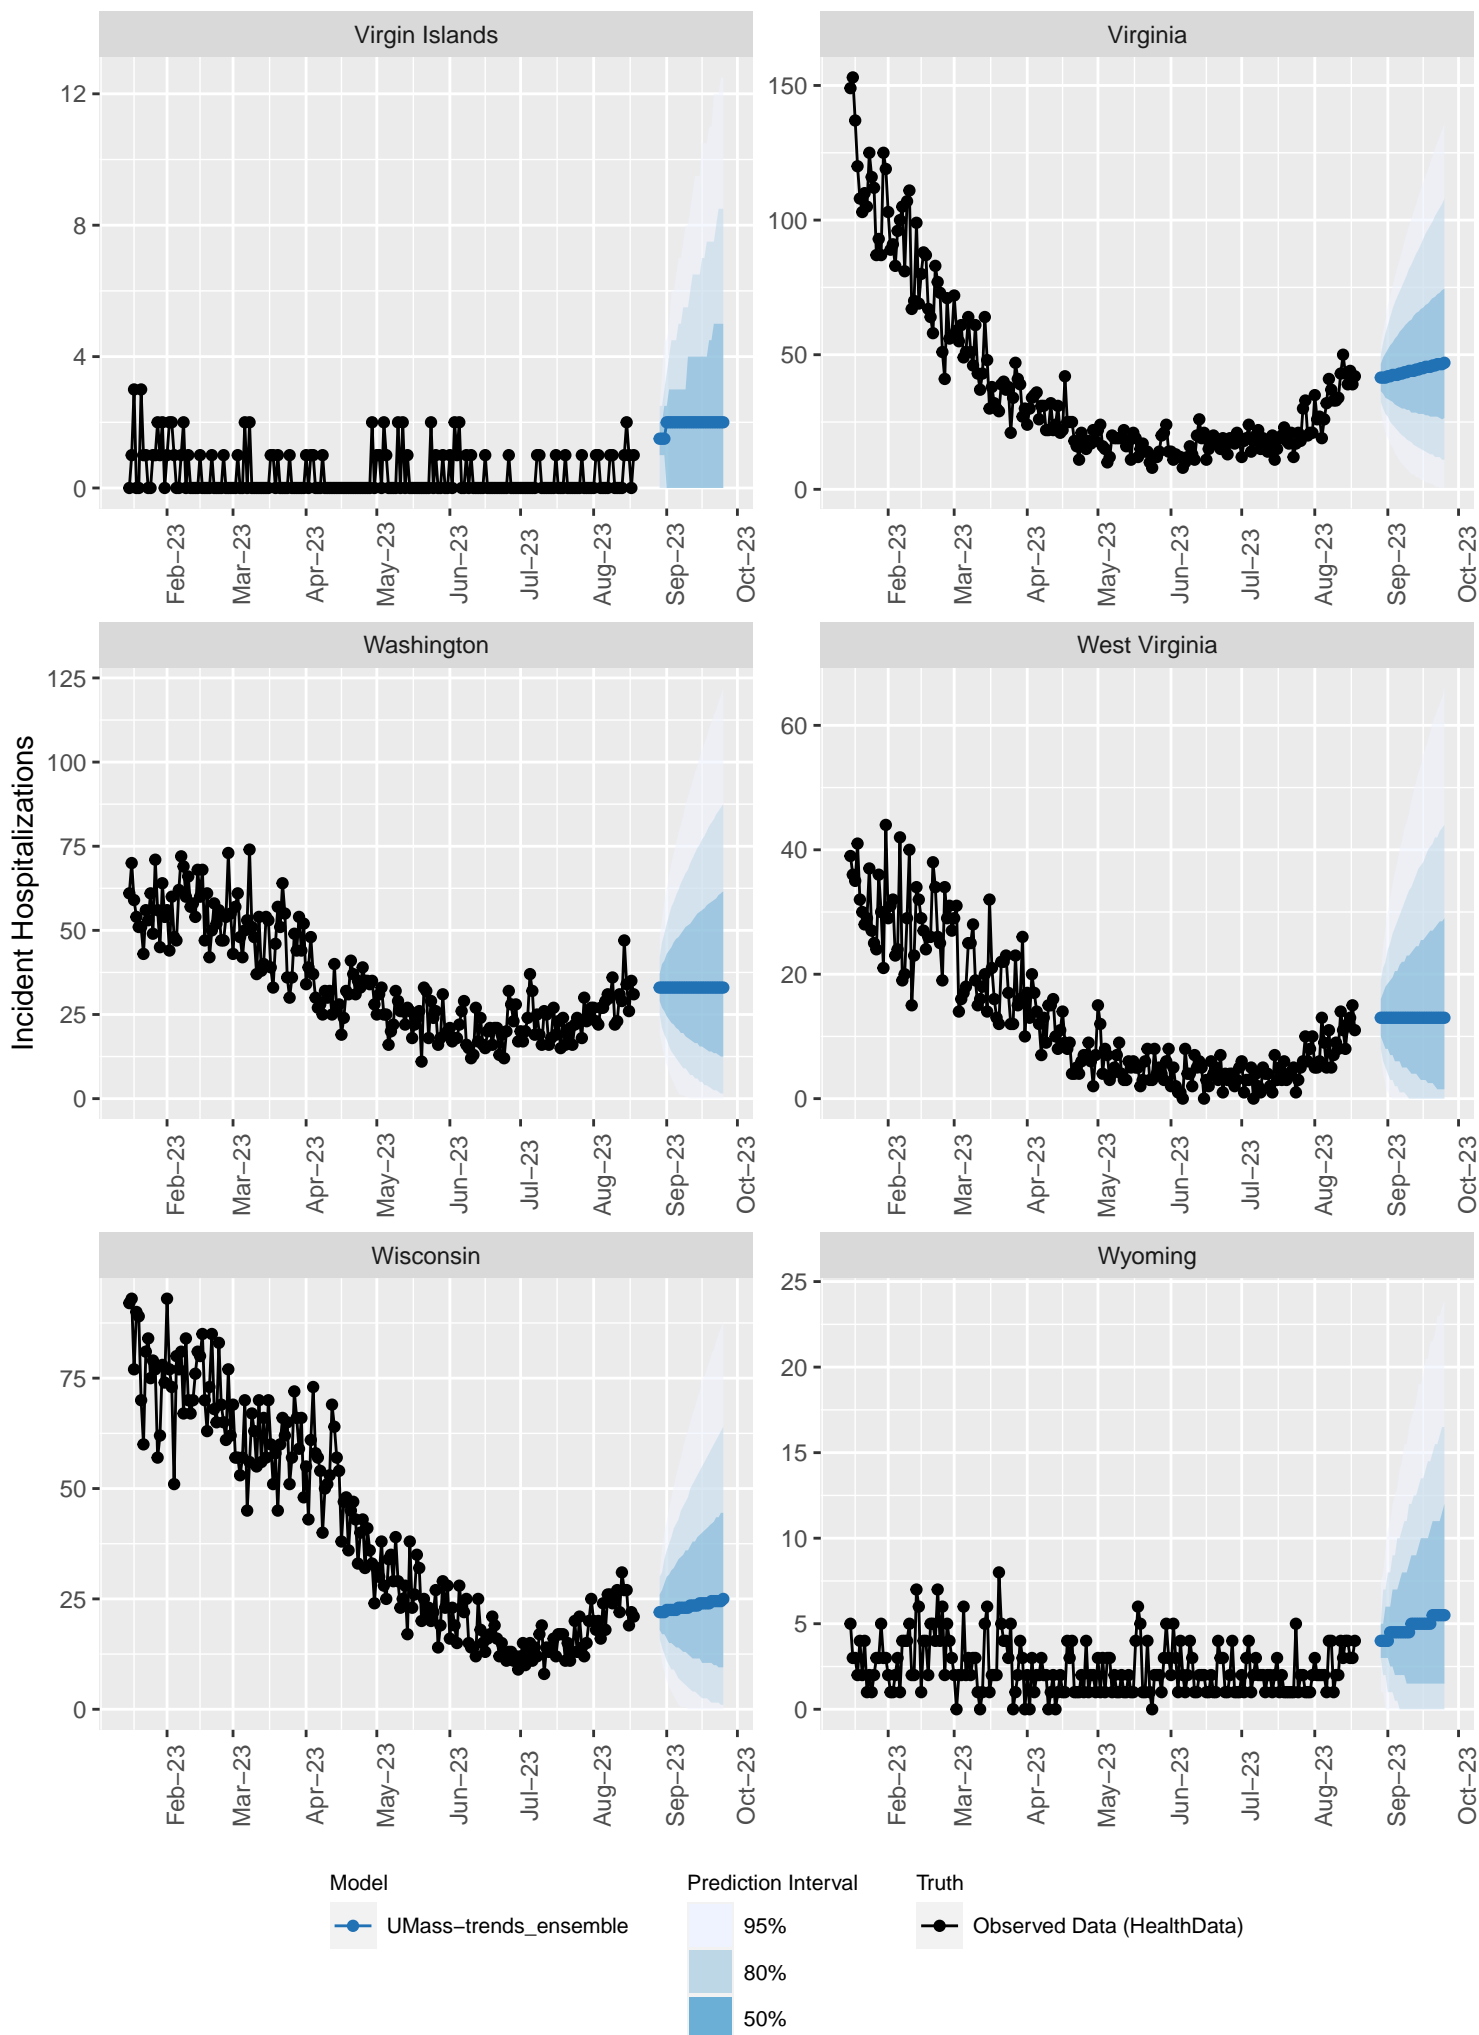 Virgin Islands
Virginia
12
8
4
0
150
100
50
0
Feb−23
Mar−23
Apr−23
May−23
Jun−23
Jul−23
Aug−23
Sep−23
Oct−23
Feb−23
Mar−23
Apr−23
May−23
Jun−23
Jul−23
Aug−23
Sep−23
Oct−23
Washington
West Virginia
Incident Hospitalizations
125
100
75
50
25
0
60
40
20
0
Feb−23
Mar−23
Apr−23
May−23
Jun−23
Jul−23
Aug−23
Sep−23
Oct−23
Feb−23
Mar−23
Apr−23
May−23
Jun−23
Jul−23
Aug−23
Sep−23
Oct−23
Wisconsin
Wyoming
75
50
25
0
25
20
15
10
5
0
Feb−23
Mar−23
Apr−23
May−23
Jun−23
Jul−23
Aug−23
Sep−23
Oct−23
Feb−23
Mar−23
Apr−23
May−23
Jun−23
Jul−23
Aug−23
Sep−23
Oct−23
Model
UMass−trends_ensemble
Prediction Interval
95%
80%
50%
Truth
Observed Data (HealthData)